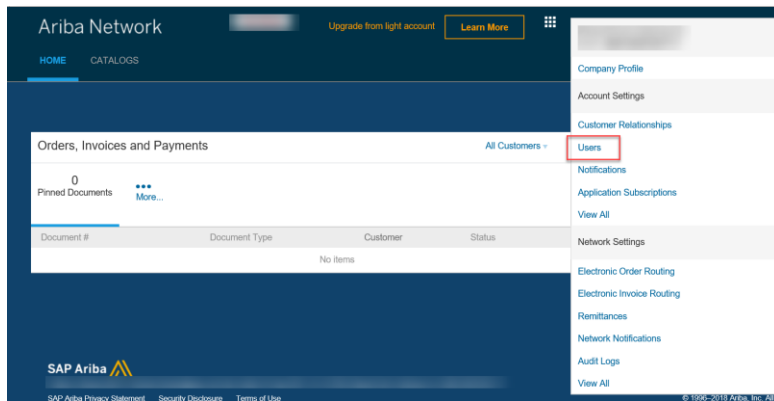 Ariba Network
Upgrade from light account
Learn More
HOME CATALOGS
Company Profile
Account Settings
Customer Relationships
Users
Notifications
Application Subscriptions
View All
Network Settings
Electronic Order Routing
Electronic Invoice Routing
Remittances
Network Notifications
Audit Logs
View All
Orders, Invoices and Payments
All Customers
0
Pinned Documents
More...
Document # Document Type Customer Status
No items
SAP Ariba
SAP Ariba Privacy Statement Security Disclosure Terms of Use
© 1996–2018 Ariba, Inc. All